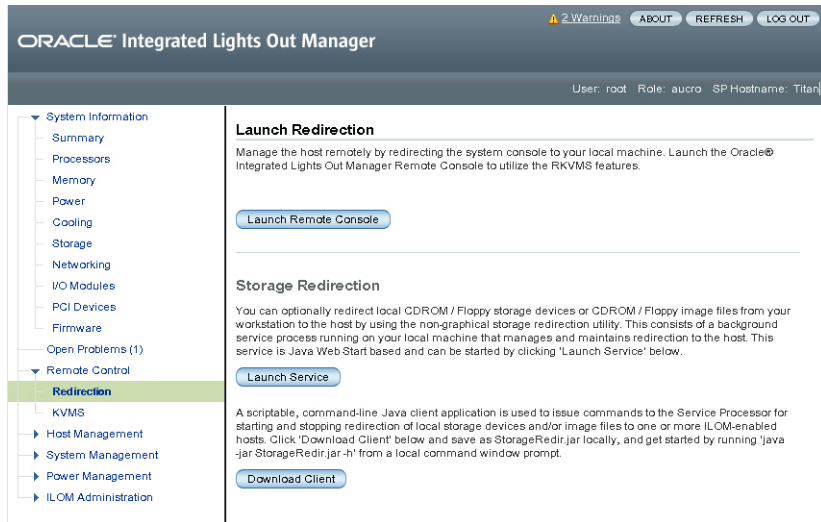 2 Warnings ABOUT REFRESH LOG OUT
ORACLE® Integrated Lights Out Manager
User: root Role: aucro SP Hostname: Titan
System Information
Summary
Processors
Memory
Power
Cooling
Storage
Networking
I/O Modules
PCI Devices
Firmware
Open Problems (1)
Remote Control
Redirection
KVMS
Host Management
System Management
Power Management
ILOM Administration
Launch Redirection
Manage the host remotely by redirecting the system console to your local machine. Launch the Oracle®
Integrated Lights Out Manager Remote Console to utilize the RKVMS features.
Launch Remote Console
Storage Redirection
You can optionally redirect local CDROM / Floppy storage devices or CDROM / Floppy image files from your
workstation to the host by using the non-graphical storage redirection utility. This consists of a background
service process running on your local machine that manages and maintains redirection to the host. This
service is Java Web Start based and can be started by clicking 'Launch Service' below.
Launch Service
A scriptable, command-line Java client application is used to issue commands to the Service Processor for
starting and stopping redirection of local storage devices and/or image files to one or more ILOM-enabled
hosts. Click 'Download Client' below and save as StorageRedir.jar locally, and get started by running 'java
-jar StorageRedir.jar -h' from a local command window prompt.
Download Client